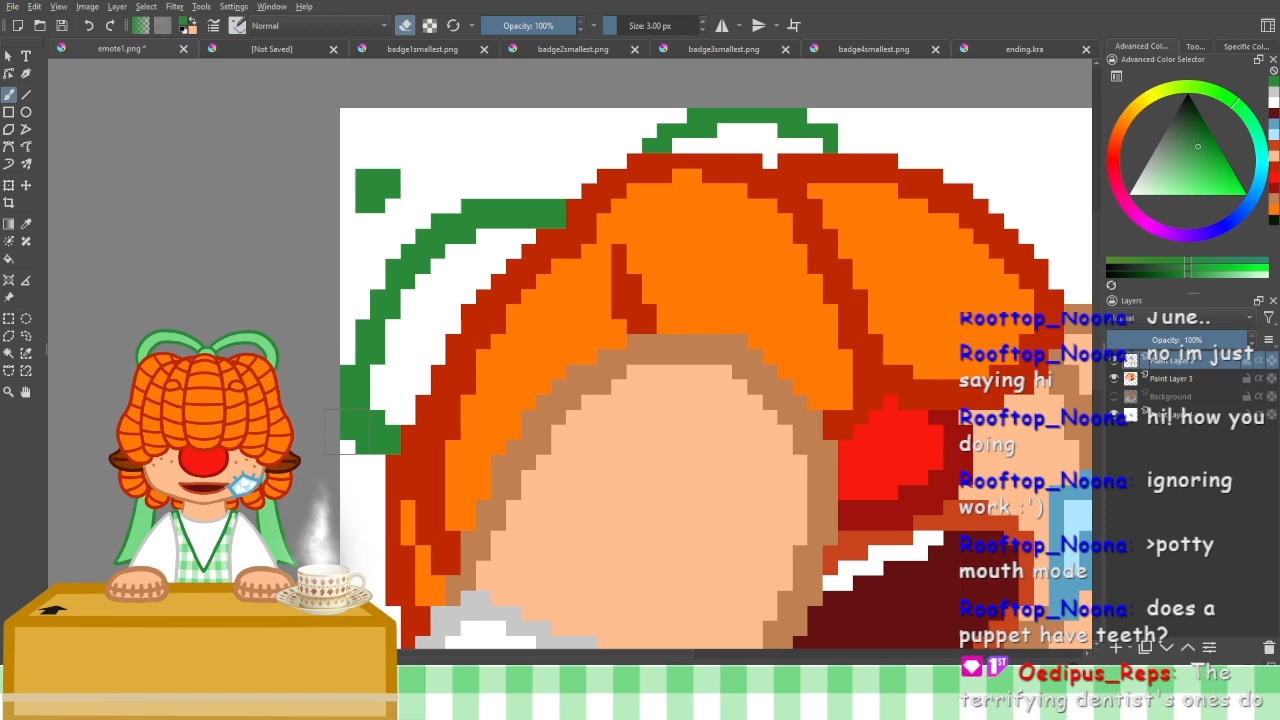 File Edit View Image Layer Select Filter Tools Settings Window Help
Normal Opacity: 100% Size: 3.00 px
emote1.png * [Not Saved] badge1smallest.png badge2smallest.png badge3smallest.png badge4smallest.png ending.kra
Advanced Col... Too... Specific Col...
Advanced Color Selector
Layers
Opacity: 100%
Paint Layer 3
Background
Rooftop_Noona: June..
Rooftop_Noona: no im just
saying hi
Rooftop_Noona: hi! how you
doing
Rooftop_Noona: ignoring
work :')
Rooftop_Noona: >potty
mouth mode
Rooftop_Noona: does a
puppet have teeth?
1ST Oedipus_Reps: The
terrifying dentist's ones do